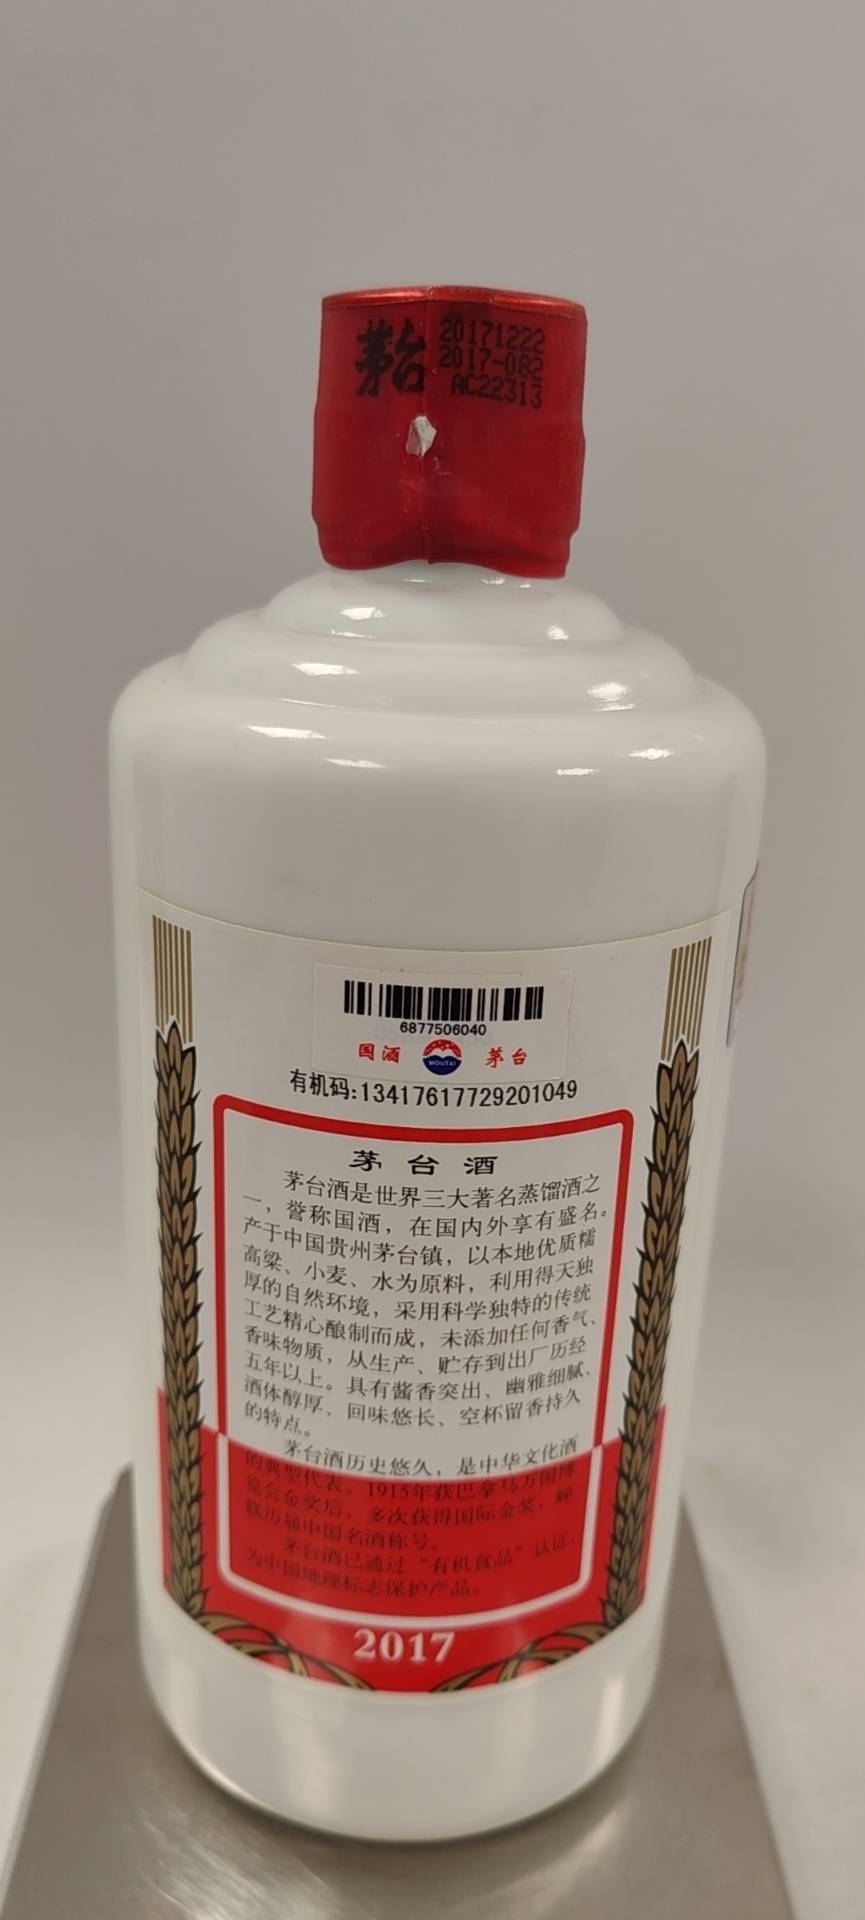 茅台
20171222
2017-082
AC22313
6877506040
国酒
MOUTAI
茅台
有机码:13417617729201049
茅台酒
茅台酒是世界三大著名蒸馏酒之
一，誉称国酒，在国内外享有盛名。
产于中国贵州茅台镇，以本地优质糯
高粱、小麦、水为原料，利用得天独
厚的自然环境，采用科学独特的传统
工艺精心酿制而成，未添加任何香气、
香味物质，从生产、贮存到出厂历经
五年以上。具有酱香突出、幽雅细腻、
酒体醇厚、回味悠长、空杯留香持久
的特点。
茅台酒历史悠久，是中华文化酒
的典型代表。1915年获巴拿马万国博
览会金奖后，多次获得国际金奖，蝉
联历届中国名酒称号。
茅台酒已通过“有机食品”认证，
为中国地理标志保护产品。
2017